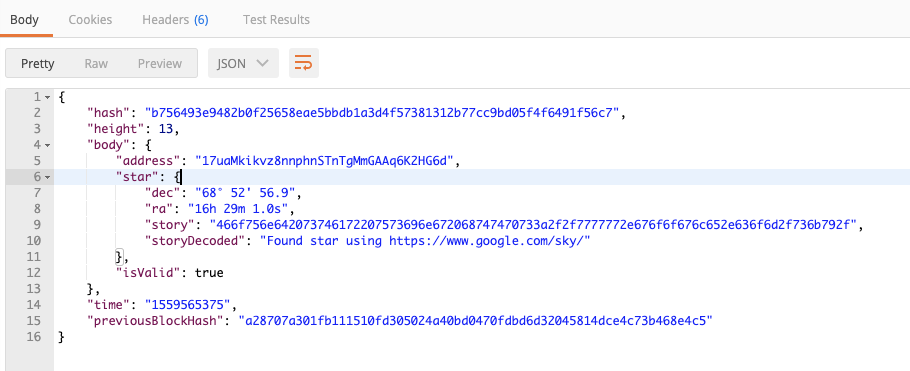 Body Cookies Headers (6) Test Results
Pretty Raw Preview JSON
1 {
2 "hash": "b756493e9482b0f25658eae5bbdb1a3d4f57381312b77cc9bd05f4f6491f56c7",
3 "height": 13,
4 "body": {
5 "address": "17uaMkikvz8nnphnSTnTgMmGAAq6K2HG6d",
6 "star": {
7 "dec": "68° 52' 56.9",
8 "ra": "16h 29m 1.0s",
9 "story": "466f756e642073746172207573696e672068747470733a2f2f7777772e676f6f676c652e636f6d2f736b792f",
10 "storyDecoded": "Found star using https://www.google.com/sky/"
11 },
12 "isValid": true
13 },
14 "time": "1559565375",
15 "previousBlockHash": "a28707a301fb111510fd305024a40bd0470fdbd6d32045814dce4c73b468e4c5"
16 }